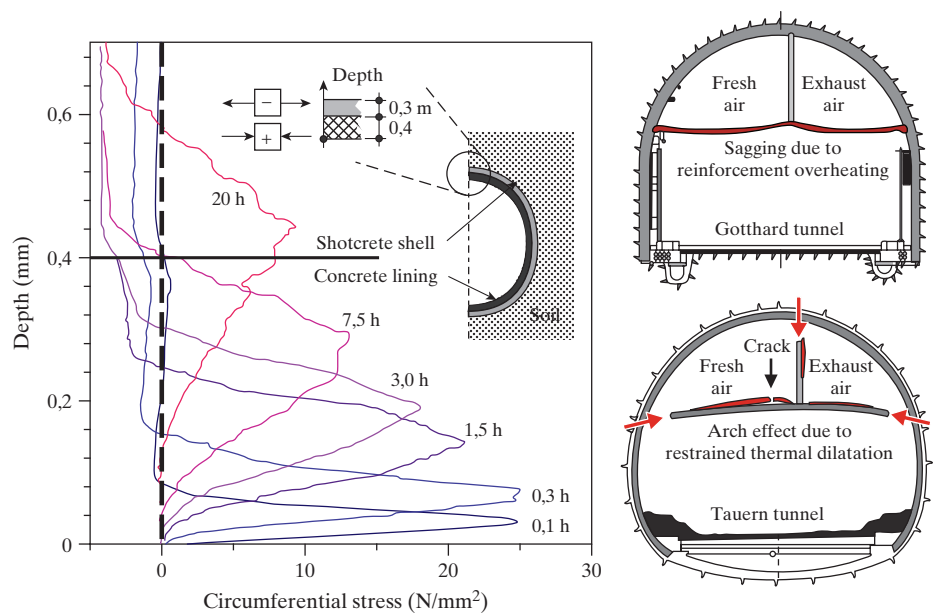 Depth (mm)
0,6
0,4
0,2
0
0
10
20
30
Circumferential stress (N/mm2)
Depth
−
+
0,3 m
0,4
20 h
7,5 h
3,0 h
1,5 h
0,3 h
0,1 h
Shotcrete shell
Concrete lining
Soil
Fresh
air
Exhaust
air
Sagging due to
reinforcement overheating
Gotthard tunnel
Crack
Fresh
air
Exhaust
air
Arch effect due to
restrained thermal dilatation
Tauern tunnel